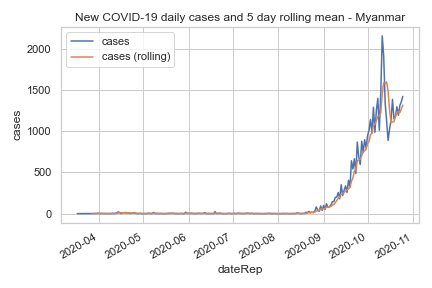 New COVID-19 daily cases and 5 day rolling mean - Myanmar
cases
cases (rolling)
2000
1500
1000
500
0
cases
2020-04
2020-05
2020-06
2020-07
2020-08
2020-09
2020-10
2020-11
dateRep